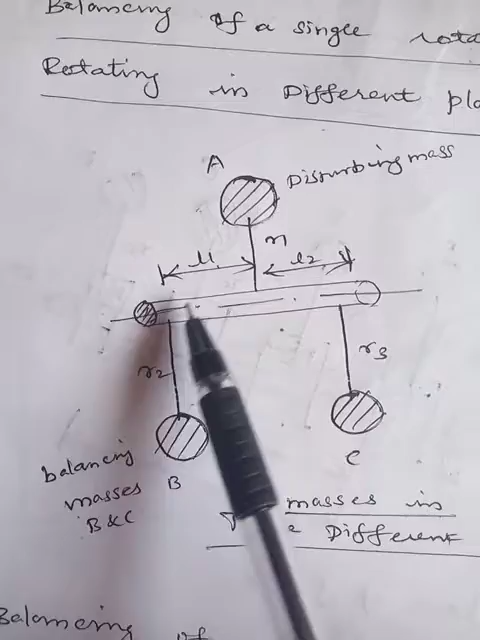 Balancing of a single
Rotating in Different
A
Disturbing mass
r1
l1
l2
r2
r3
B
C
balancing
masses
B & C
masses in
Different
Balancing of